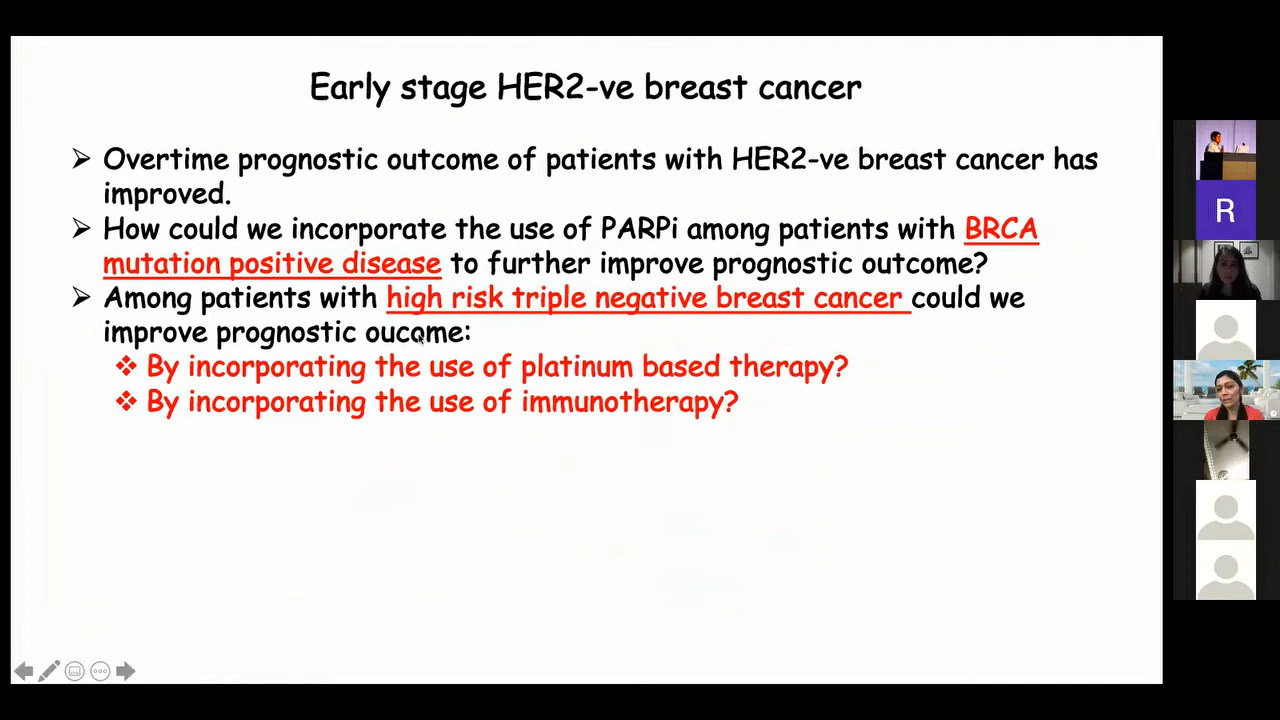 Early stage HER2-ve breast cancer
Overtime prognostic outcome of patients with HER2-ve breast cancer has
improved.
How could we incorporate the use of PARPi among patients with BRCA
mutation positive disease to further improve prognostic outcome?
Among patients with high risk triple negative breast cancer could we
improve prognostic oucome:
By incorporating the use of platinum based therapy?
By incorporating the use of immunotherapy?
R